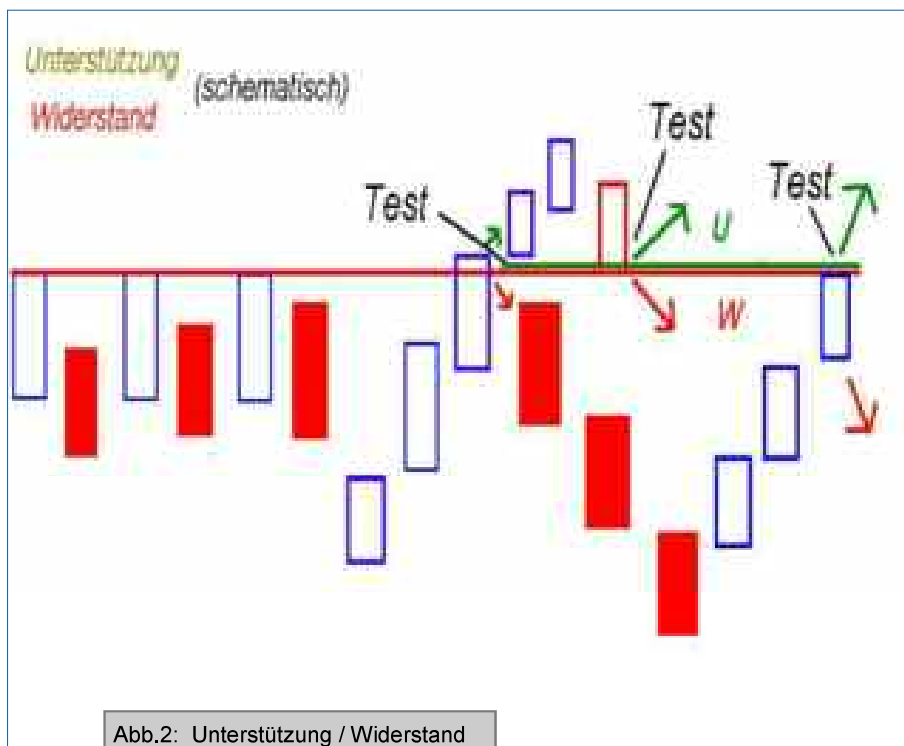 Unterstützung
(schematisch)
Widerstand
Test
Test
Test
U
W
Abb.2: Unterstützung / Widerstand